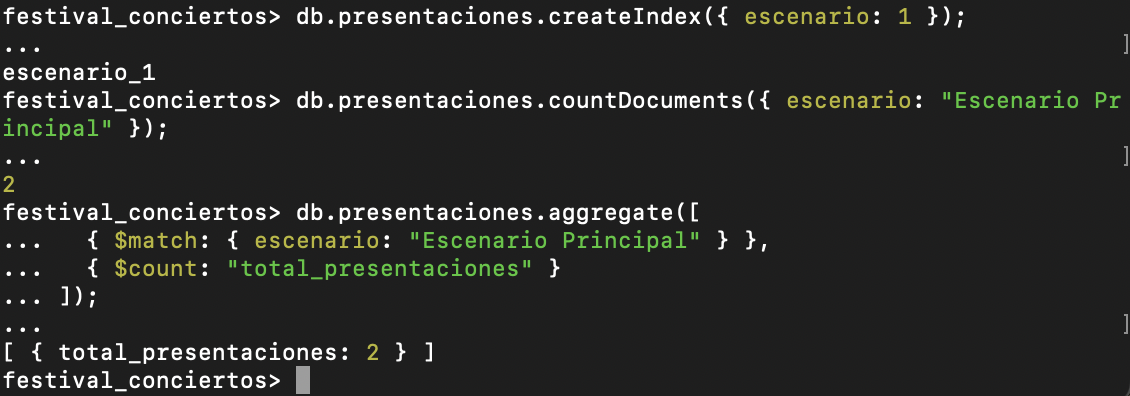 festival_conciertos> db.presentaciones.createIndex({ escenario: 1 });
...                                                                                ]
escenario_1
festival_conciertos> db.presentaciones.countDocuments({ escenario: "Escenario Pr
incipal" });
...                                                                                ]
2
festival_conciertos> db.presentaciones.aggregate([
...   { $match: { escenario: "Escenario Principal" } },
...   { $count: "total_presentaciones" }
... ]);
...                                                                                ]
[ { total_presentaciones: 2 } ]
festival_conciertos>